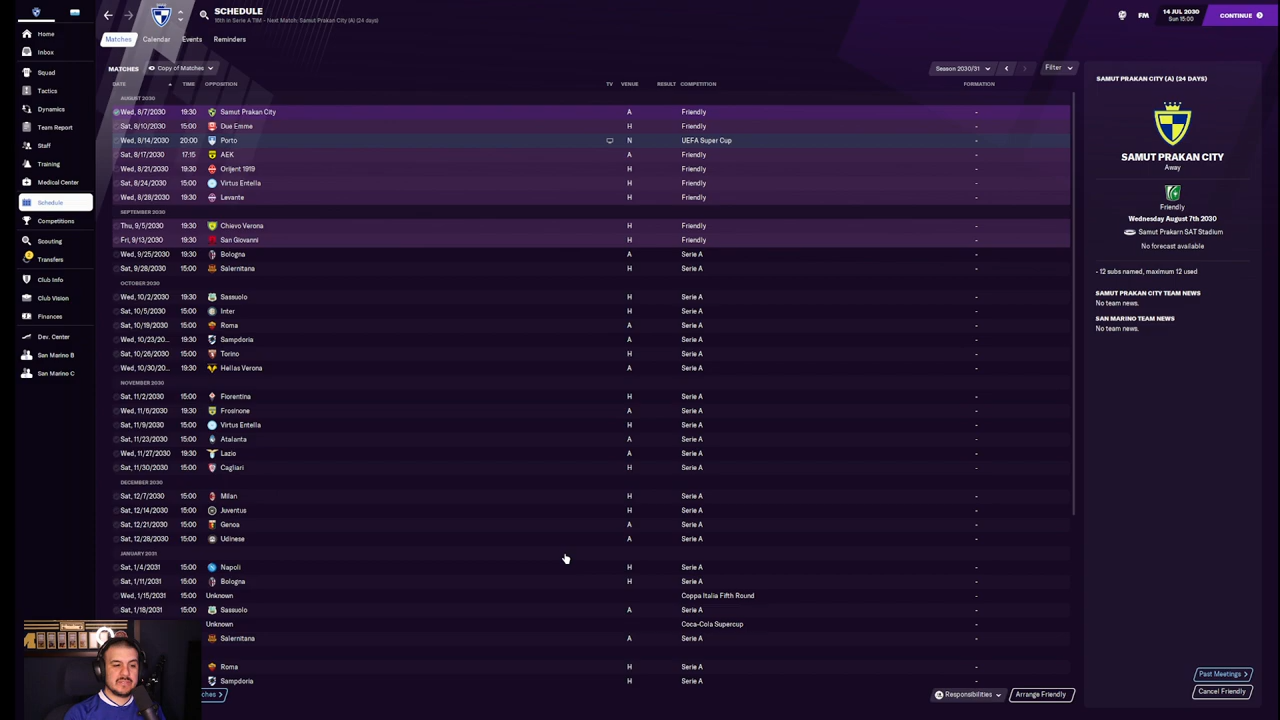 SCHEDULE
16th in Serie A TIM - Next Match: Samut Prakan City (A) (24 days)
FM
14 JUL 2030
Sun 15:00
CONTINUE
Matches Calendar Events Reminders
Home
Inbox
Squad
Tactics
Dynamics
Team Report
Staff
Training
Medical Center
Schedule
Competitions
Scouting
Transfers
Club Info
Club Vision
Finances
Dev. Center
San Marino B
San Marino C
MATCHES Copy of Matches Season 2030/31 Filter
DATE TIME OPPOSITION TV VENUE RESULT COMPETITION FORMATION
AUGUST 2030
Wed, 8/7/2030 19:30 Samut Prakan City A Friendly -
Sat, 8/10/2030 15:00 Due Emme H Friendly -
Wed, 8/14/2030 20:00 Porto N UEFA Super Cup -
Sat, 8/17/2030 17:15 AEK A Friendly -
Wed, 8/21/2030 19:30 Orijent 1919 H Friendly -
Sat, 8/24/2030 15:00 Virtus Entella H Friendly -
Wed, 8/28/2030 19:30 Levante H Friendly -
SEPTEMBER 2030
Thu, 9/5/2030 19:30 Chievo Verona H Friendly -
Fri, 9/13/2030 19:30 San Giovanni H Friendly -
Wed, 9/25/2030 19:30 Bologna A Serie A -
Sat, 9/28/2030 15:00 Salernitana H Serie A -
OCTOBER 2030
Wed, 10/2/2030 19:30 Sassuolo H Serie A -
Sat, 10/5/2030 15:00 Inter H Serie A -
Sat, 10/19/2030 15:00 Roma A Serie A -
Wed, 10/23/20... 19:30 Sampdoria A Serie A -
Sat, 10/26/2030 15:00 Torino H Serie A -
Wed, 10/30/20... 19:30 Hellas Verona A Serie A -
NOVEMBER 2030
Sat, 11/2/2030 15:00 Fiorentina H Serie A -
Wed, 11/6/2030 19:30 Frosinone A Serie A -
Sat, 11/9/2030 15:00 Virtus Entella H Serie A -
Sat, 11/23/2030 15:00 Atalanta A Serie A -
Wed, 11/27/2030 19:30 Lazio A Serie A -
Sat, 11/30/2030 15:00 Cagliari H Serie A -
DECEMBER 2030
Sat, 12/7/2030 15:00 Milan H Serie A -
Sat, 12/14/2030 15:00 Juventus H Serie A -
Sat, 12/21/2030 15:00 Genoa A Serie A -
Sat, 12/28/2030 15:00 Udinese A Serie A -
JANUARY 2031
Sat, 1/4/2031 15:00 Napoli H Serie A -
Sat, 1/11/2031 15:00 Bologna H Serie A -
Wed, 1/15/2031 15:00 Unknown Coppa Italia Fifth Round -
Sat, 1/18/2031 15:00 Sassuolo A Serie A -
Unknown Coca-Cola Supercup -
Salernitana A Serie A -
Roma H Serie A -
Sampdoria H Serie A -
Responsibilities Arrange Friendly
SAMUT PRAKAN CITY (A) (24 DAYS)
SAMUT PRAKAN CITY
Away
Friendly
Wednesday August 7th 2030
Samut Prakarn SAT Stadium
No forecast available
- 12 subs named, maximum 12 used
SAMUT PRAKAN CITY TEAM NEWS
No team news.
SAN MARINO TEAM NEWS
No team news.
Past Meetings
Cancel Friendly